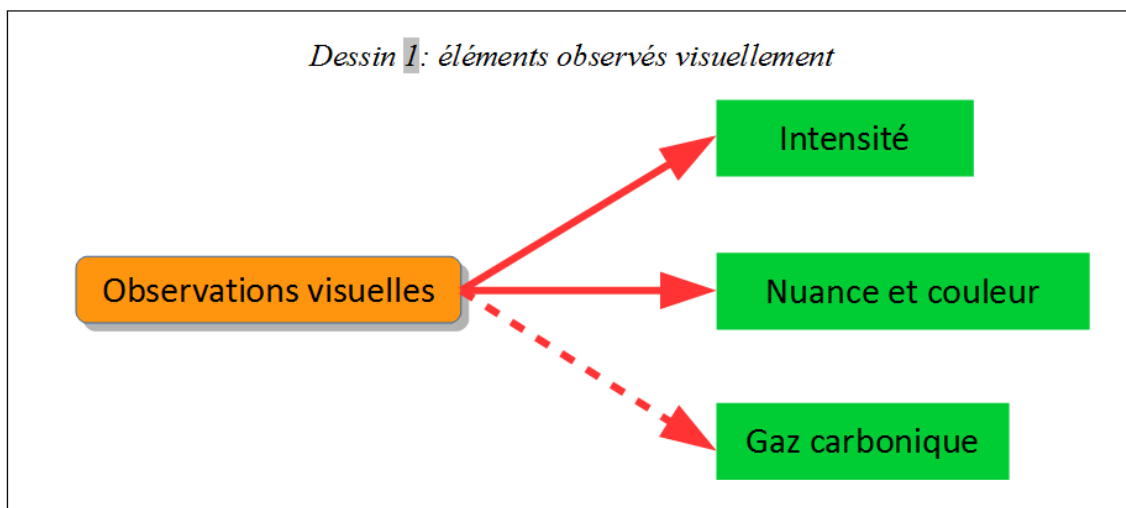 Dessin 1: éléments observés visuellement
Intensité
Observations visuelles
Nuance et couleur
Gaz carbonique